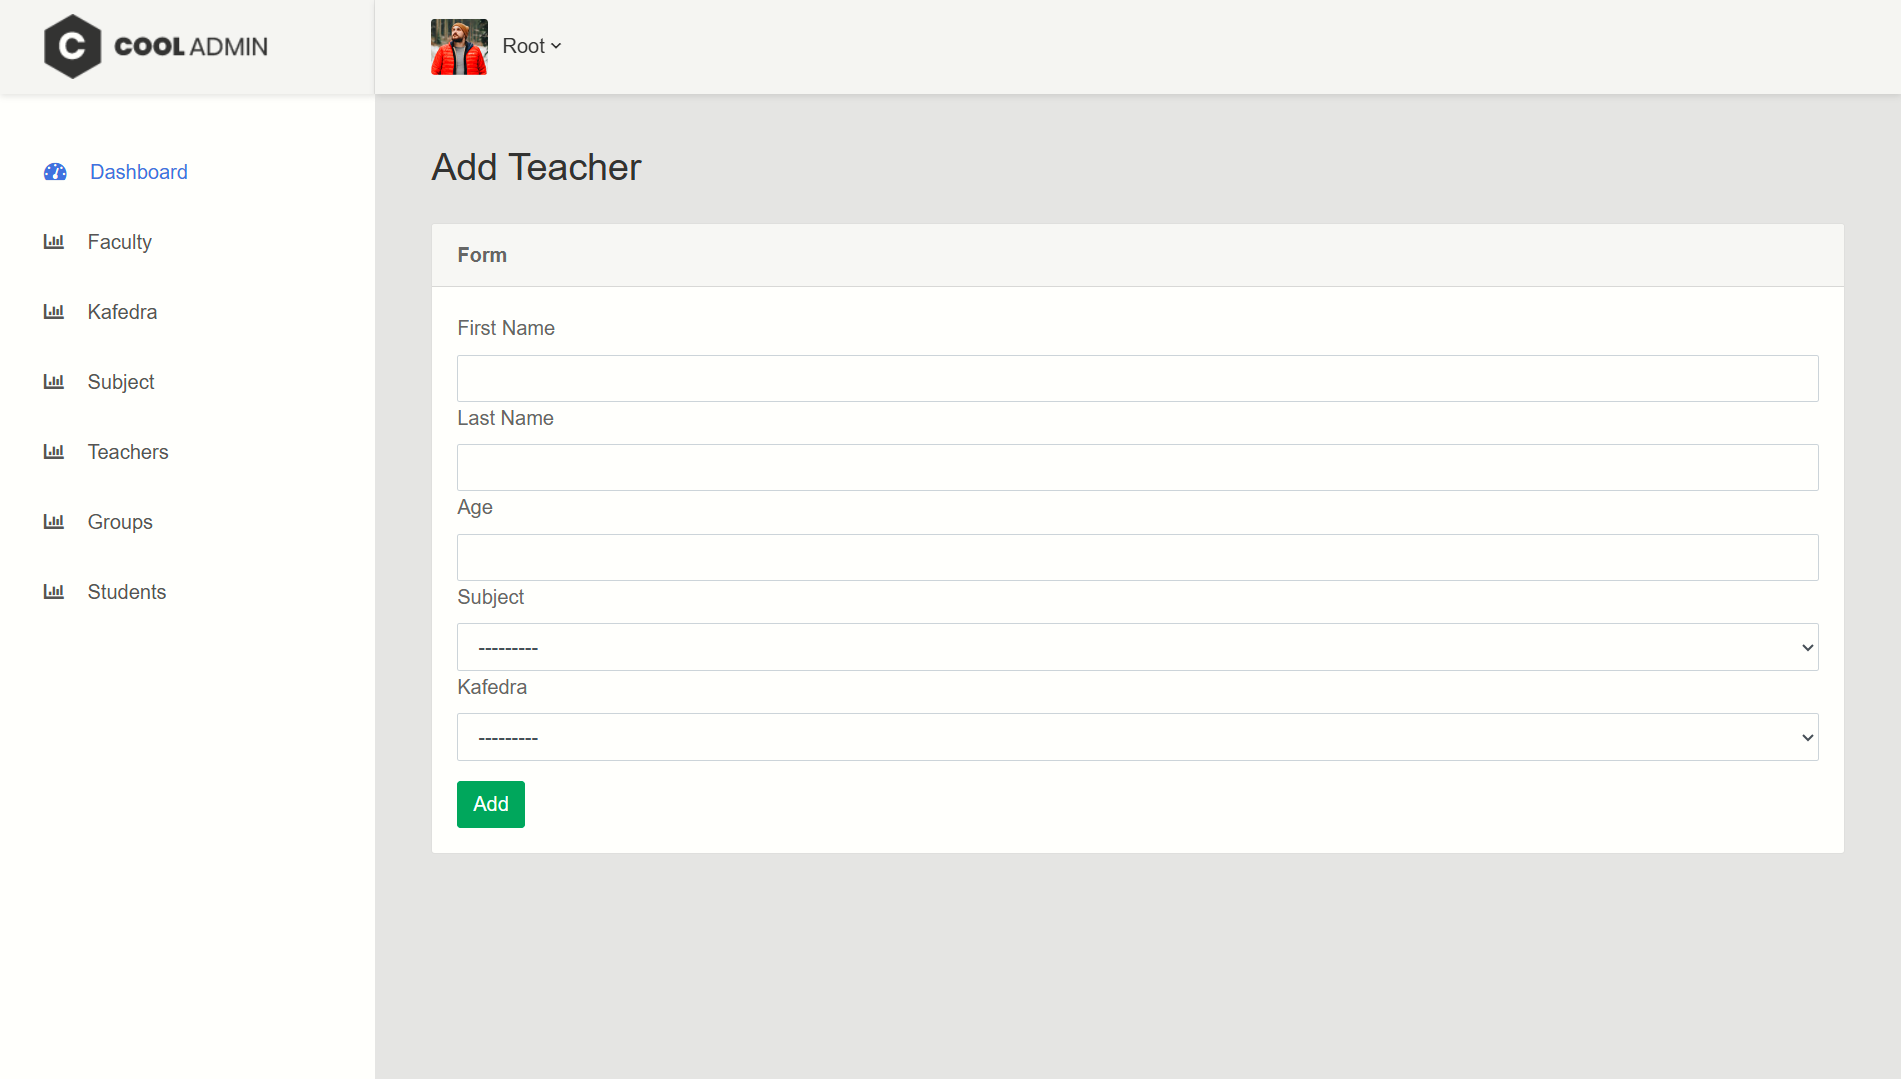 C COOL ADMIN
Root
Dashboard
Faculty
Kafedra
Subject
Teachers
Groups
Students
Add Teacher
Form
First Name
Last Name
Age
Subject
---------
Kafedra
---------
Add